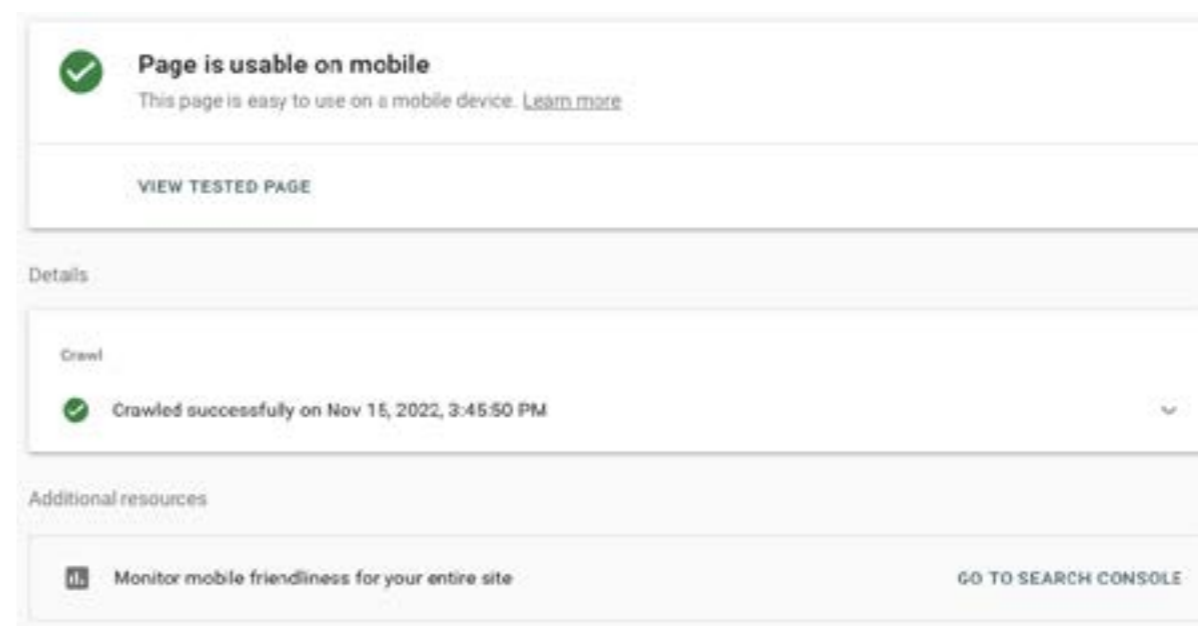 Page is usable on mobile
This page is easy to use on a mobile device. Learn more
VIEW TESTED PAGE
Details
Crawl
Crawled successfully on Nov 15, 2022, 3:45:50 PM
Additional resources
Monitor mobile friendliness for your entire site
GO TO SEARCH CONSOLE